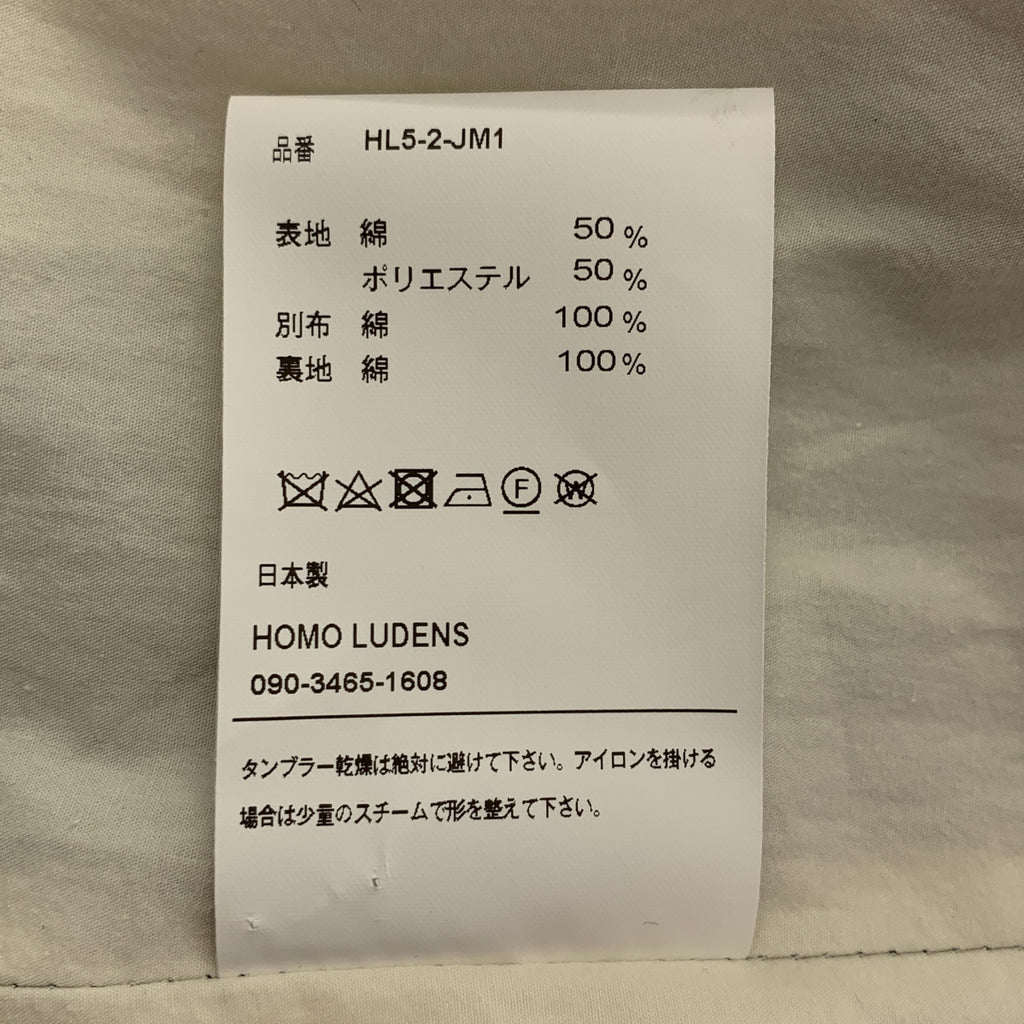 品番 HL5-2-JM1
表地 綿 50 %
ポリエステル 50 %
別布 綿 100 %
裏地 綿 100 %
F W
日本製
HOMO LUDENS
090-3465-1608
タンブラー乾燥は絶対に避けて下さい。アイロンを掛ける
場合は少量のスチームで形を整えて下さい。